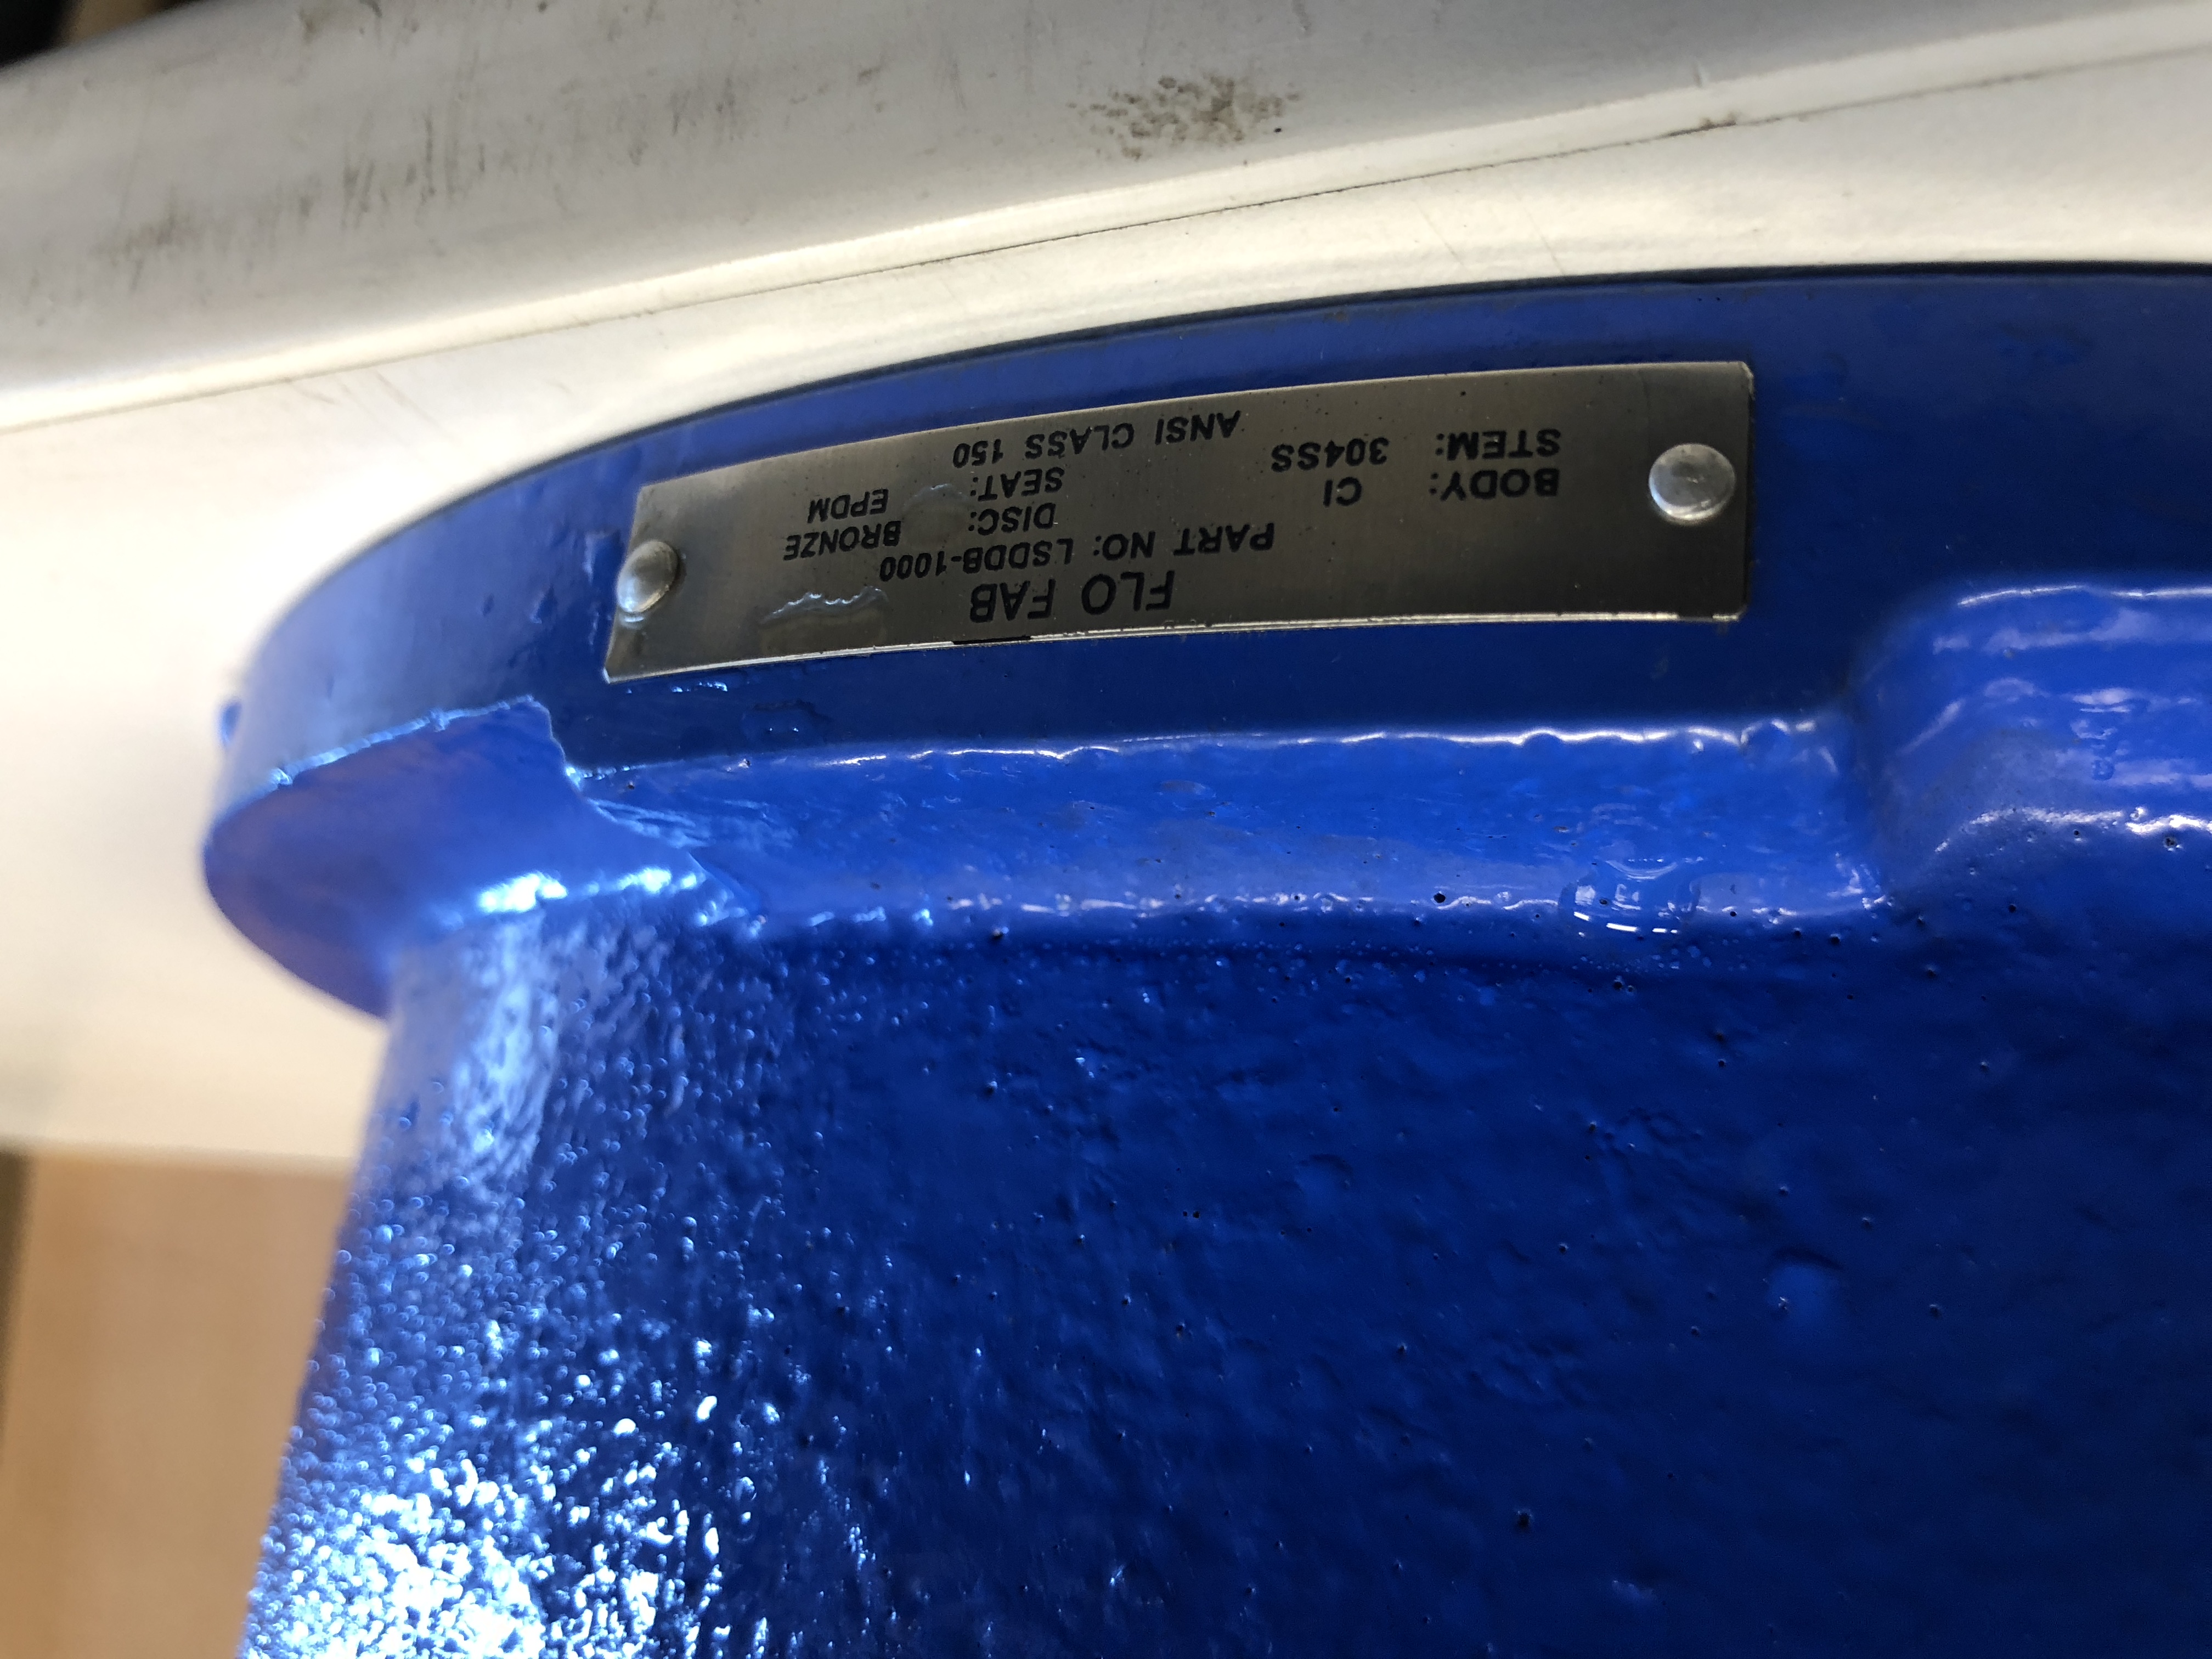 FLO FAB
PART NO: LSDDB-1000
BODY: CI DISC: BRONZE
STEM: 304SS SEAT: EPDM
ANSI CLASS 150